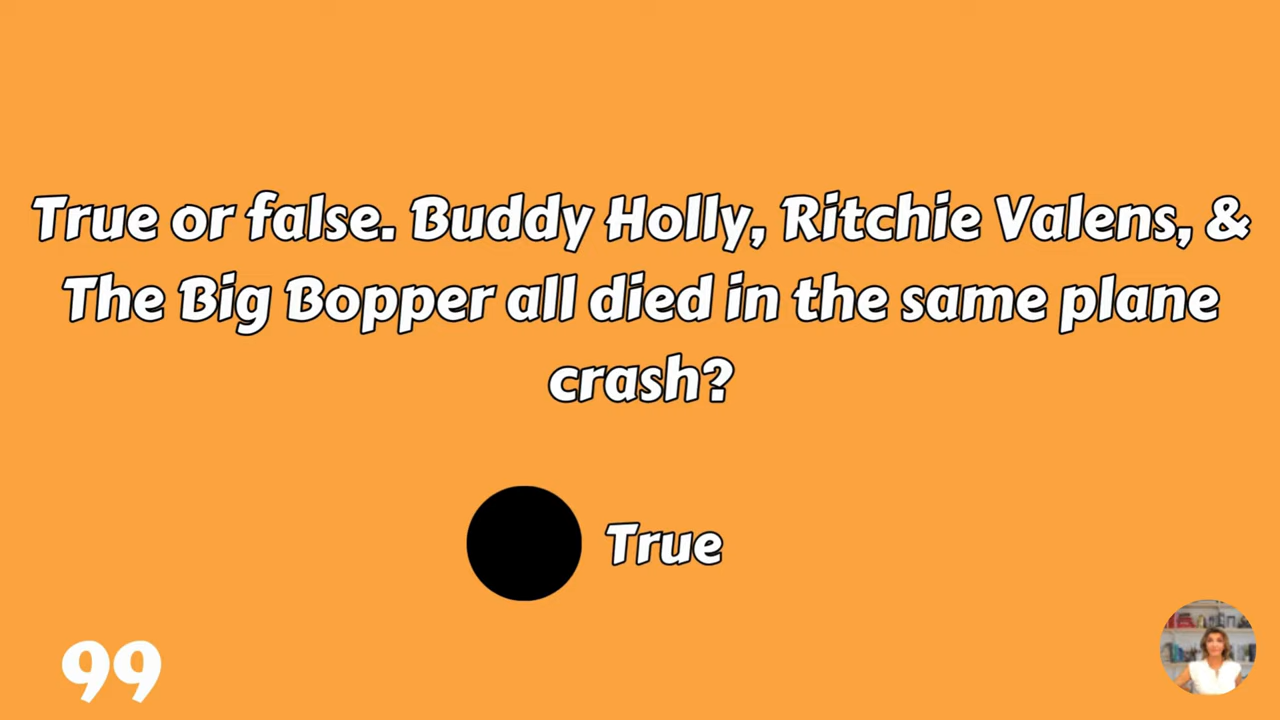 True or false. Buddy Holly, Ritchie Valens, &
The Big Bopper all died in the same plane
crash?
True
99